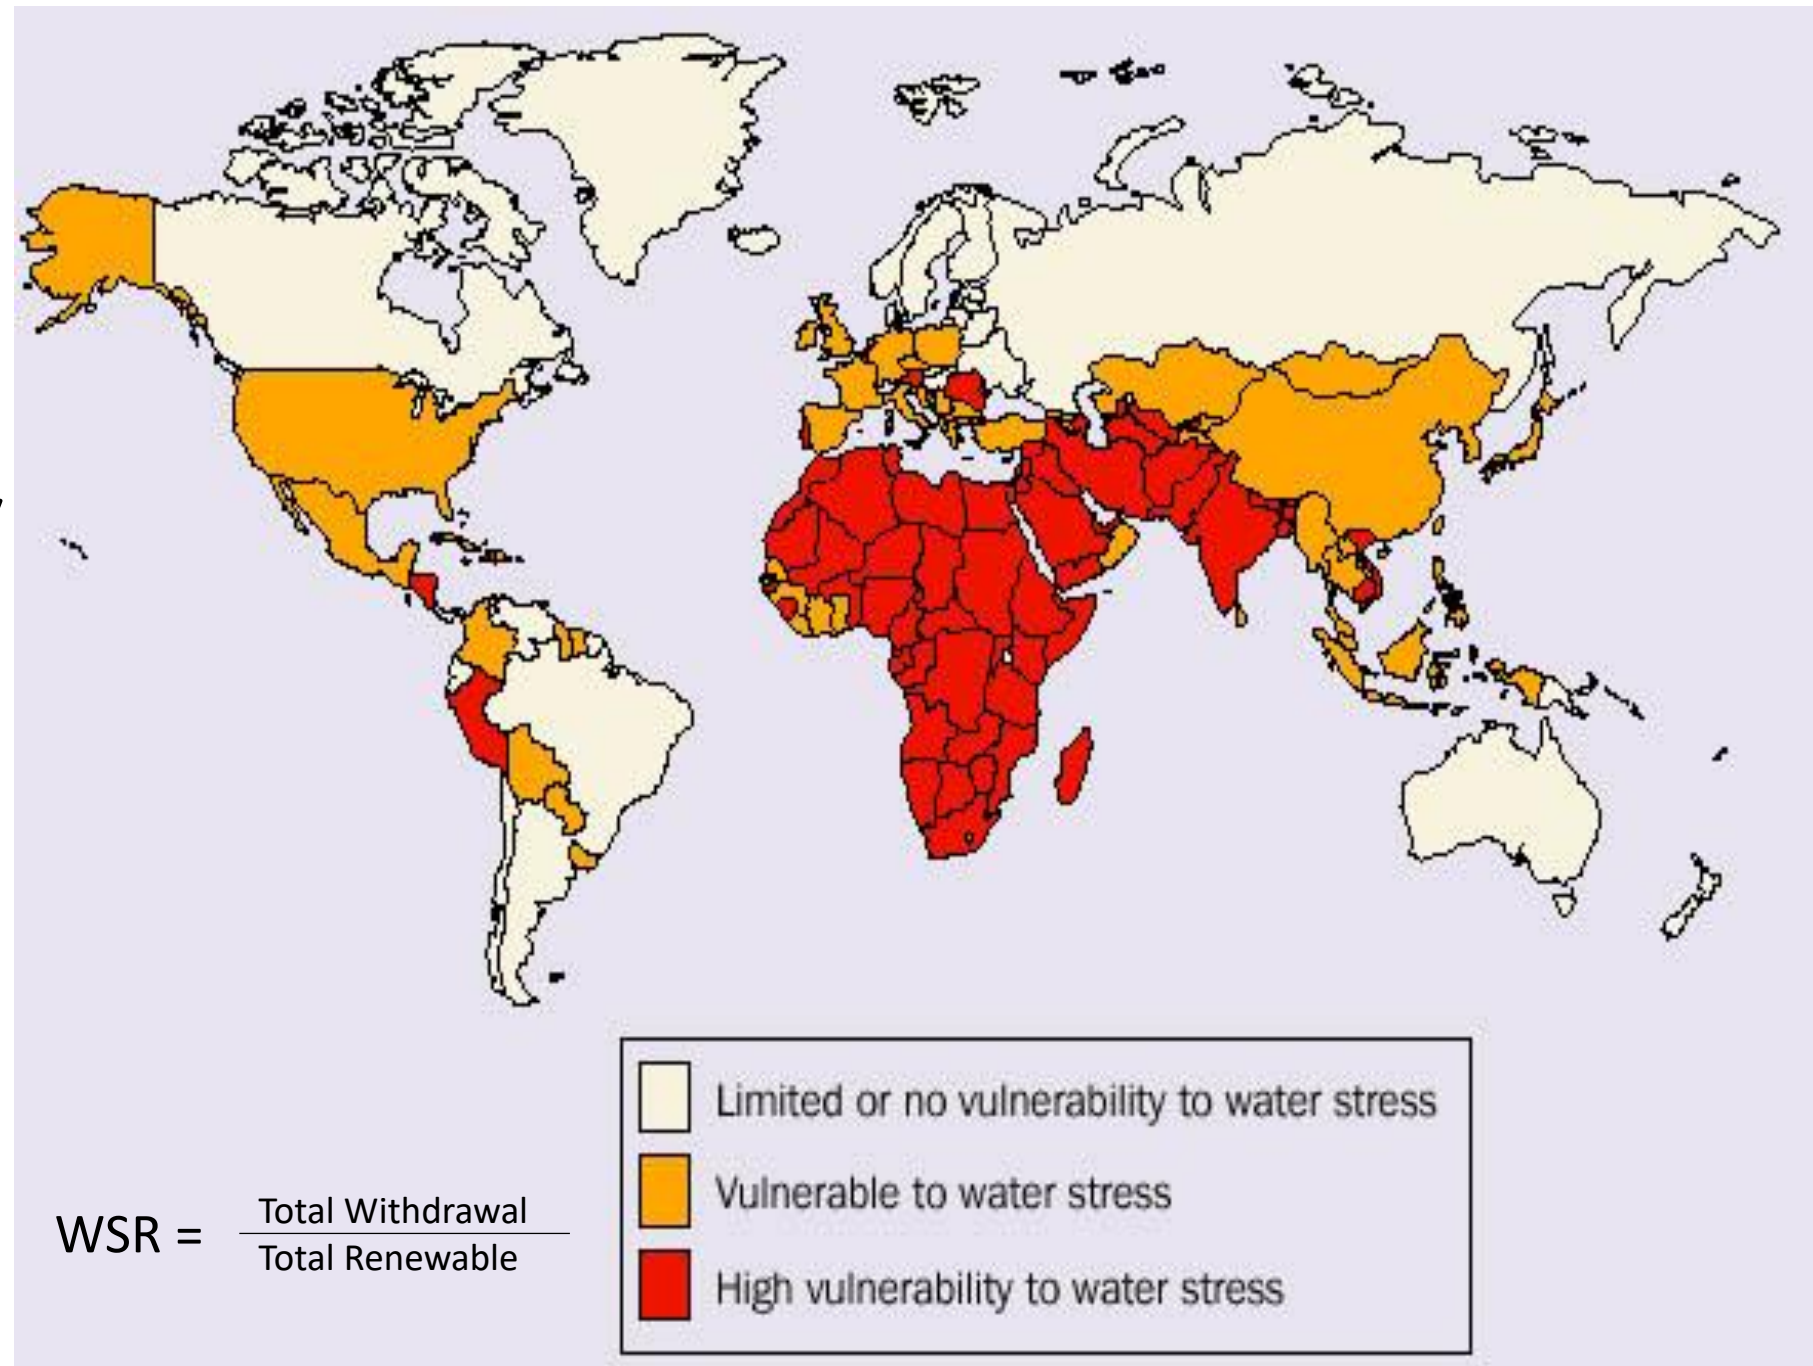 Limited or no vulnerability to water stress
Vulnerable to water stress
High vulnerability to water stress
WSR = Total Withdrawal
Total Renewable